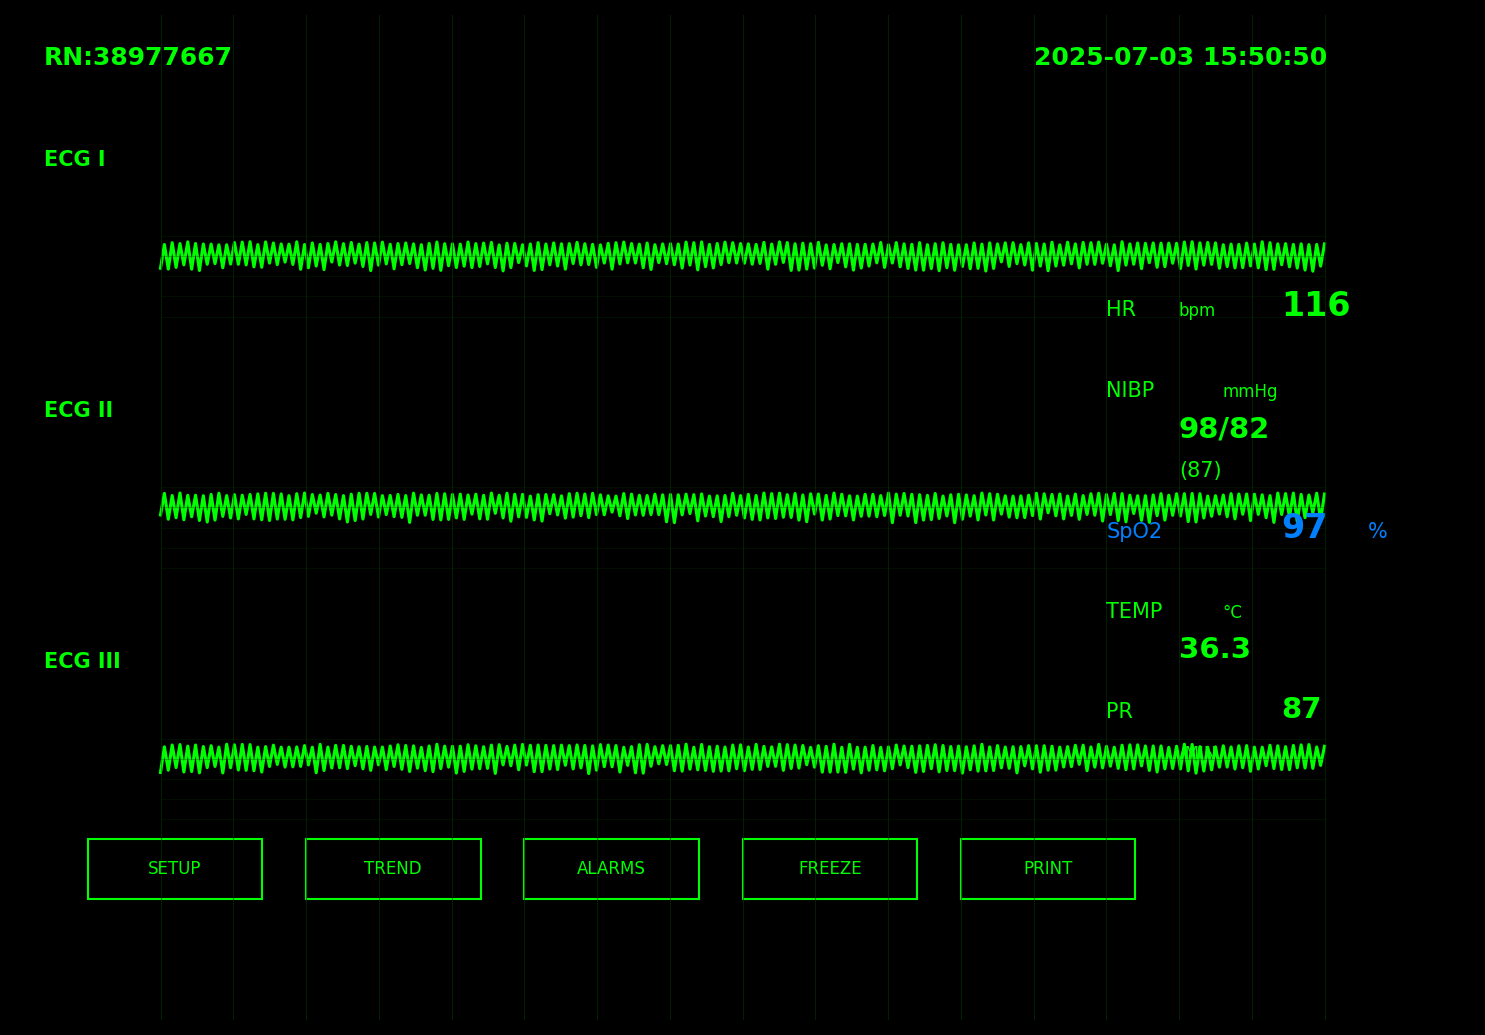 RN:38977667
2025-07-03 15:50:50
ECG I
HR bpm 116
NIBP mmHg
ECG II
98/82
(87)
SpO2 97 %
TEMP °C
36.3
ECG III
PR 87
SETUP TREND ALARMS FREEZE PRINT